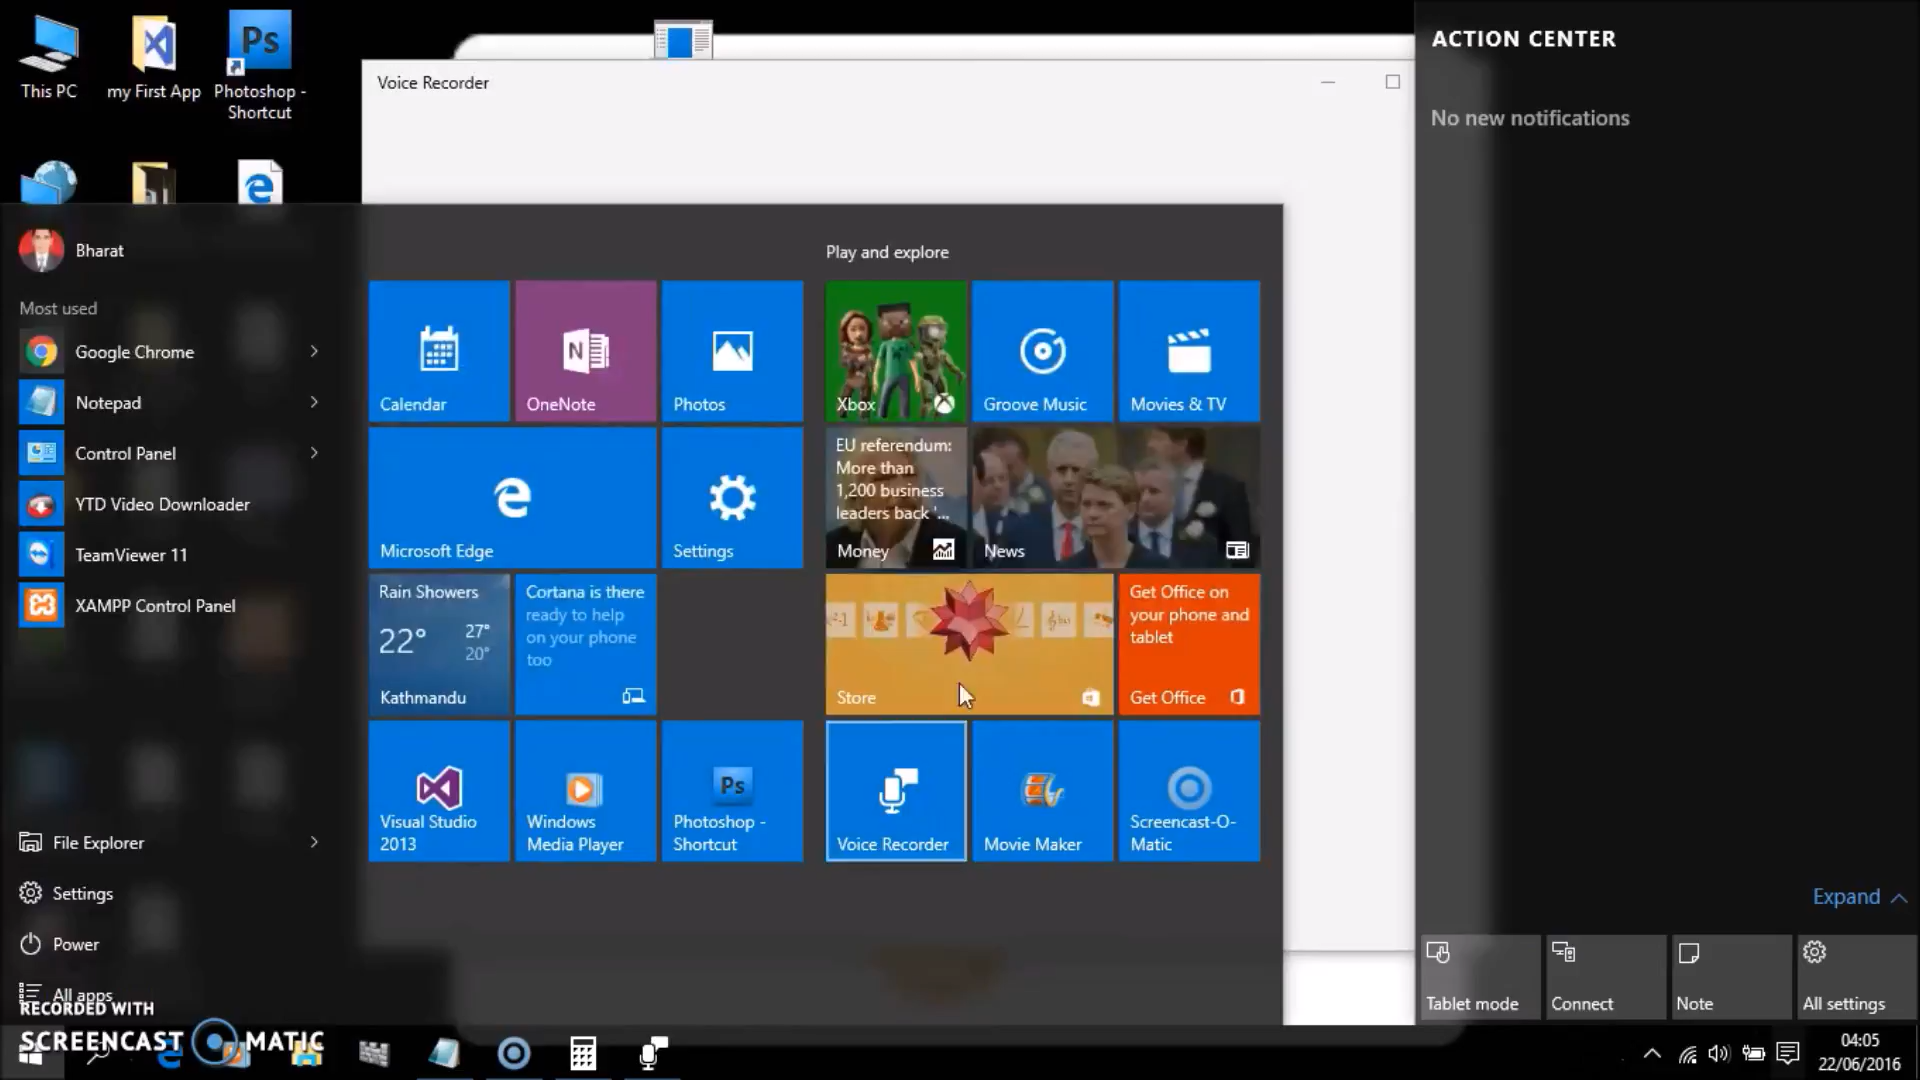 This PC
my First App
Ps
Photoshop -
Shortcut
Voice Recorder
ACTION CENTER
No new notifications
Bharat
Most used
Google Chrome
Notepad
Control Panel
YTD Video Downloader
TeamViewer 11
XAMPP Control Panel
File Explorer
Settings
Power
All apps
Calendar
N
OneNote
Photos
Microsoft Edge
Settings
Rain Showers
22°
27°
20°
Kathmandu
Cortana is there
ready to help
on your phone
too
Visual Studio
2013
Windows
Media Player
Ps
Photoshop -
Shortcut
Play and explore
Xbox
Groove Music
Movies & TV
EU referendum:
More than
1,200 business
leaders back '...
Money
News
Store
Get Office on
your phone and
tablet
Get Office
Voice Recorder
Movie Maker
Screencast-O-
Matic
Expand
Tablet mode
Connect
Note
All settings
RECORDED WITH
SCREENCAST MATIC
04:05
22/06/2016